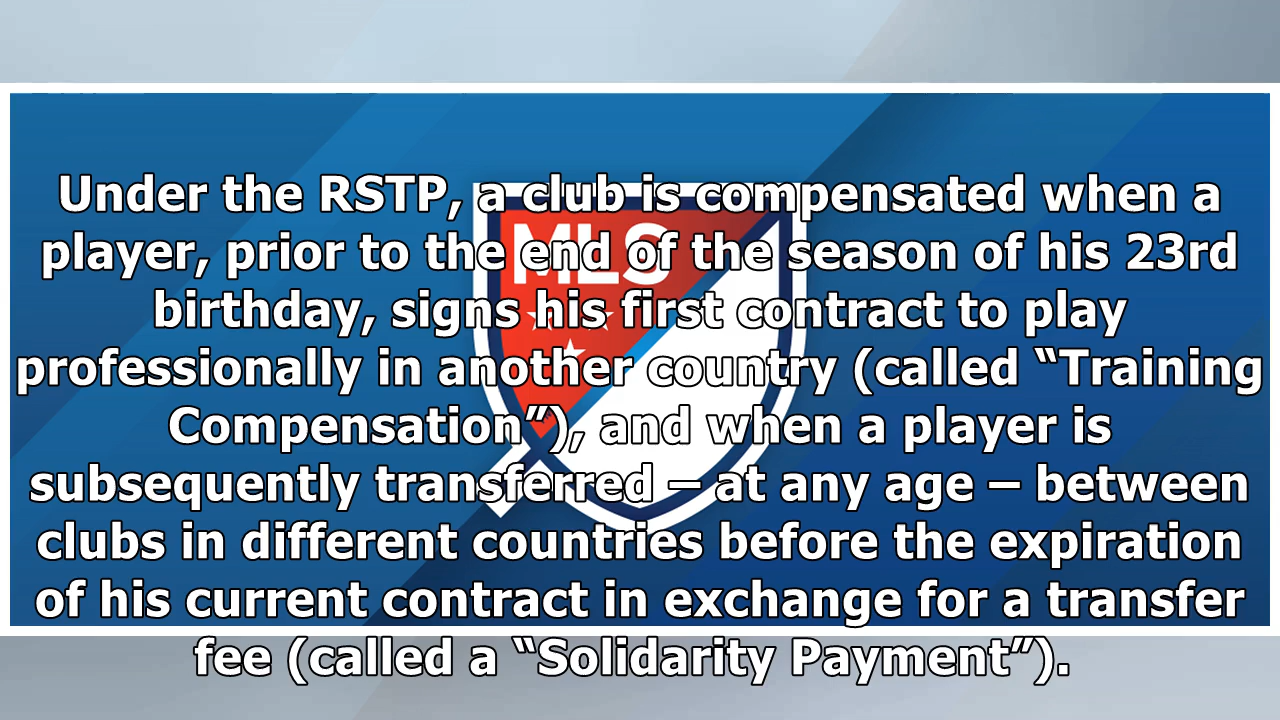 Under the RSTP, a club is compensated when a
player, prior to the end of the season of his 23rd
birthday, signs his first contract to play
professionally in another country (called “Training
Compensation”), and when a player is
subsequently transferred – at any age – between
clubs in different countries before the expiration
of his current contract in exchange for a transfer
fee (called a “Solidarity Payment”).
MLS